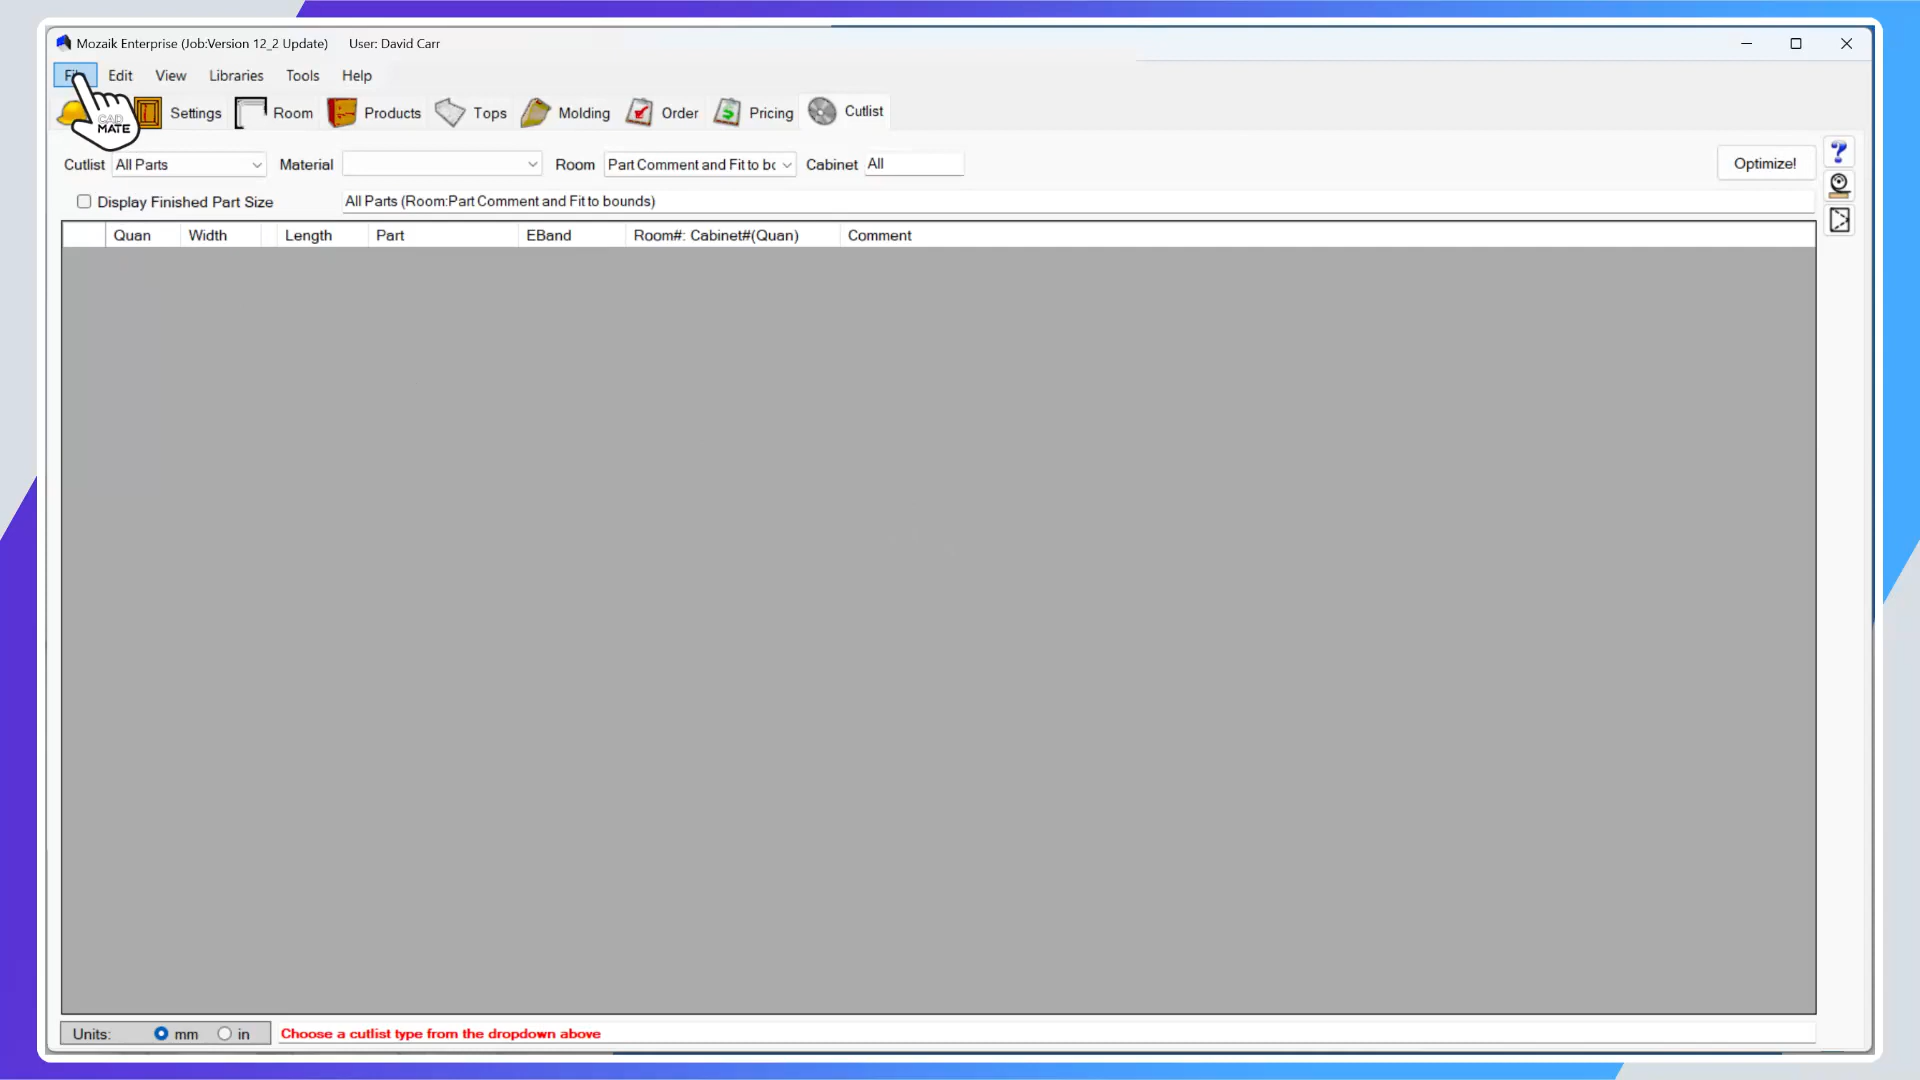 Mozaik Enterprise (Job:Version 12_2 Update) User: David Carr
Edit View Libraries Tools Help
CAD MATE
Settings Room Products Tops Molding Order Pricing Cutlist
Cutlist All Parts Material Room Part Comment and Fit to bc Cabinet All Optimize!
Display Finished Part Size All Parts (Room:Part Comment and Fit to bounds)
Quan Width Length Part EBand Room#: Cabinet#(Quan) Comment
Units: mm in Choose a cutlist type from the dropdown above